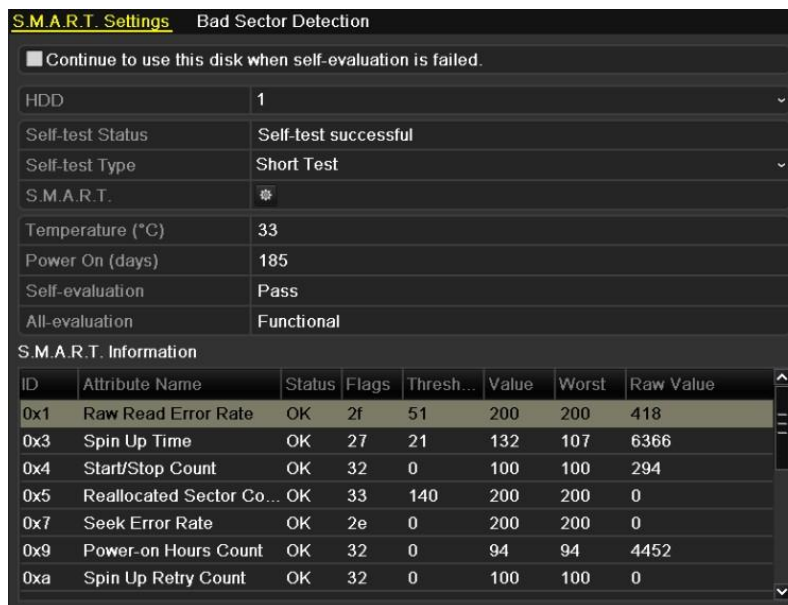 S.M.A.R.T. Settings Bad Sector Detection
Continue to use this disk when self-evaluation is failed.
HDD 1
Self-test Status Self-test successful
Self-test Type Short Test
S.M.A.R.T.
Temperature (°C) 33
Power On (days) 185
Self-evaluation Pass
All-evaluation Functional
S.M.A.R.T. Information
ID Attribute Name Status Flags Thresh... Value Worst Raw Value
0x1 Raw Read Error Rate OK 2f 51 200 200 418
0x3 Spin Up Time OK 27 21 132 107 6366
0x4 Start/Stop Count OK 32 0 100 100 294
0x5 Reallocated Sector Co... OK 33 140 200 200 0
0x7 Seek Error Rate OK 2e 0 200 200 0
0x9 Power-on Hours Count OK 32 0 94 94 4452
0xa Spin Up Retry Count OK 32 0 100 100 0